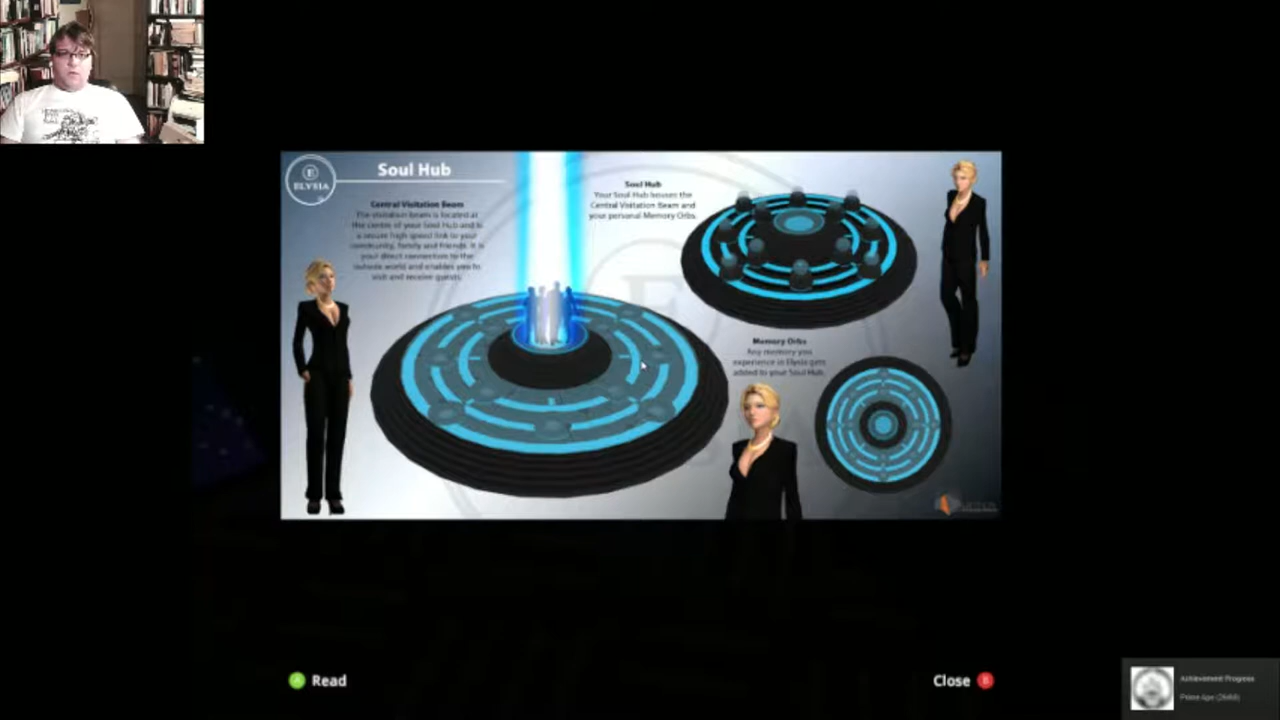 Soul Hub
ELYSIA
Central Visitation Beam
The visitation beam is located at
the centre of your Soul Hub and is
a secure high speed link to your
community, family and friends. It is
your direct connection to the
outside world and enables you to
visit and receive guests.
Soul Hub
Your Soul Hub houses the
Central Visitation Beam and
your personal Memory Orbs.
Memory Orbs
Any memory you
experience in Elysia gets
added to your Soul Hub.
A Read
Close B
Achievement Progress
Prime Ape